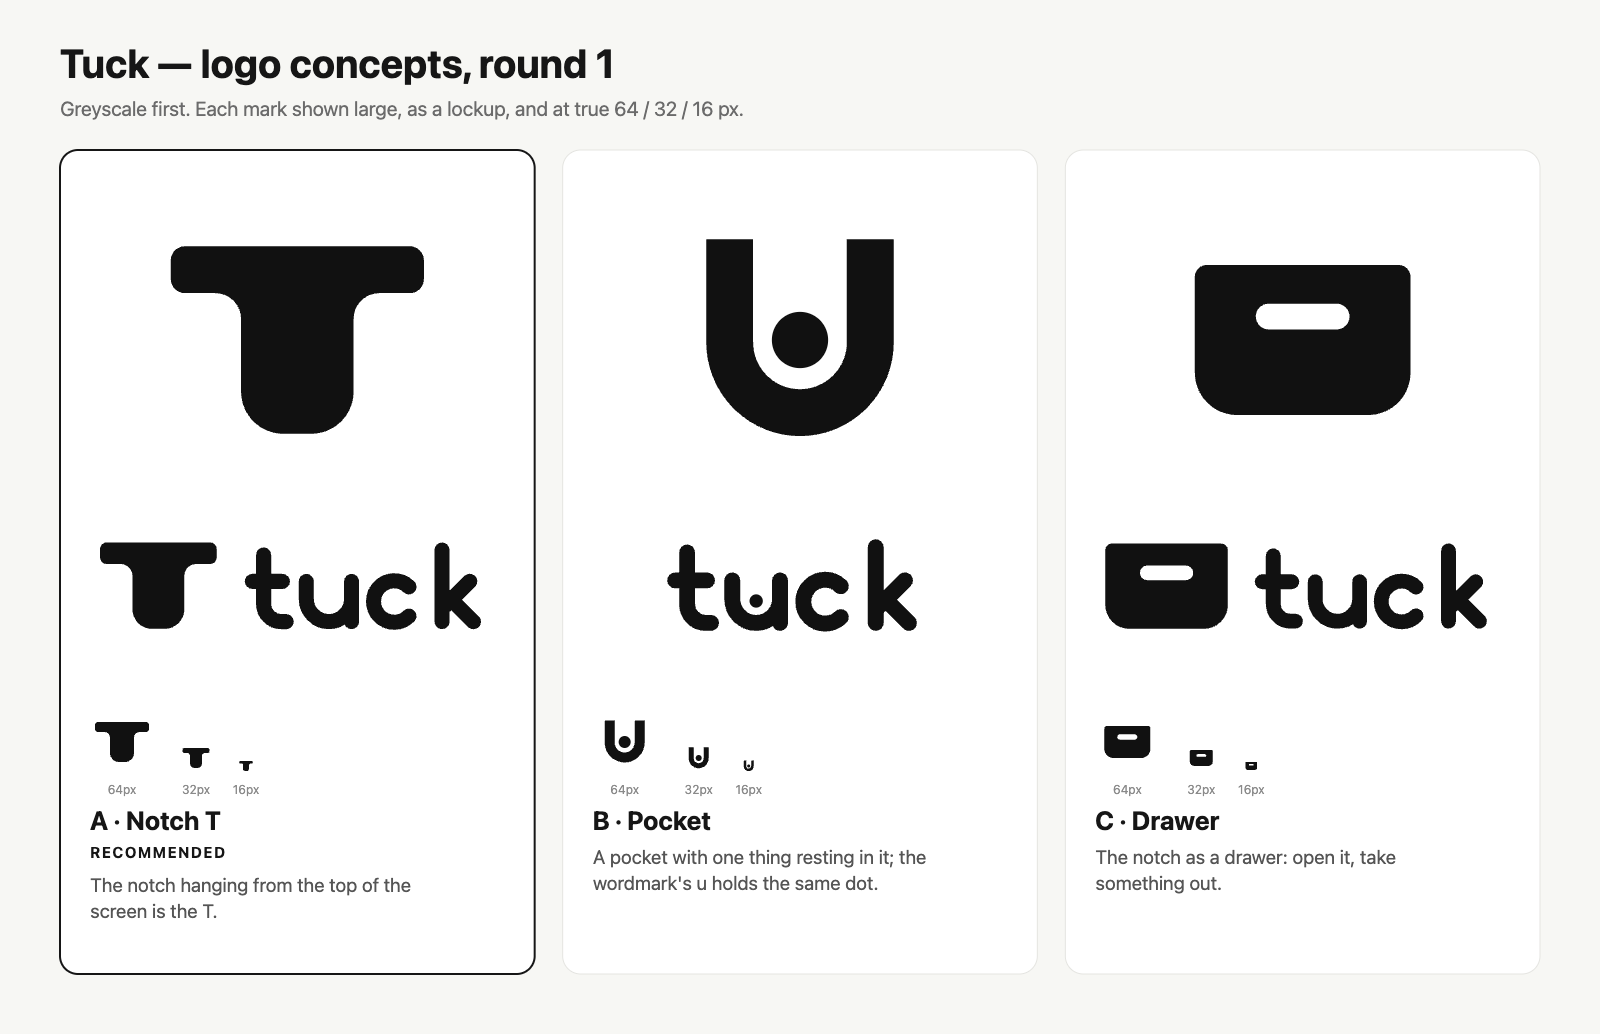 Tuck — logo concepts, round 1
Greyscale first. Each mark shown large, as a lockup, and at true 64 / 32 / 16 px.
tuck
64px 32px 16px
A · Notch T
RECOMMENDED
The notch hanging from the top of the
screen is the T.
tuck
64px 32px 16px
B · Pocket
A pocket with one thing resting in it; the
wordmark's u holds the same dot.
tuck
64px 32px 16px
C · Drawer
The notch as a drawer: open it, take
something out.